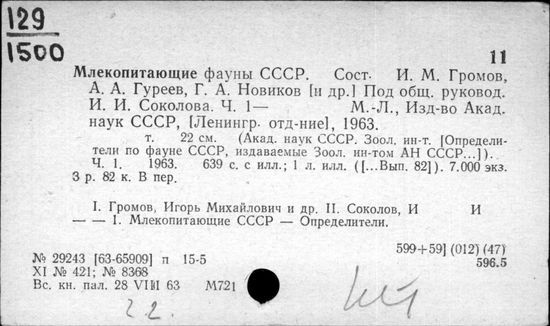 129
1500
11
Млекопитающие фауны СССР. Сост. И. М. Громов,
А. А. Гуреев, Г. А. Новиков [и др.] Под общ. руковод.
И. И. Соколова. Ч. 1— М.-Л., Изд-во Акад.
наук СССР, [Ленингр. отд-ние], 1963.
т. 22 см. (Акад. наук СССР. Зоол. ин-т. [Определи-
тели по фауне СССР, издаваемые Зоол. ин-том АН СССР...]).
Ч. 1. 1963. 639 с. с илл.; 1 л. илл. ([...Вып. 82]). 7.000 экз.
3 р. 82 к. В пер.
I. Громов, Игорь Михайлович и др. II. Соколов, И И
— — 1. Млекопитающие СССР — Определители.
599+59] (012) (47)
596.5
№ 29243 [63-65909] п 15-5
XI № 421; № 8368
Вс. кн. пал. 28 VIII 63 М721
22.